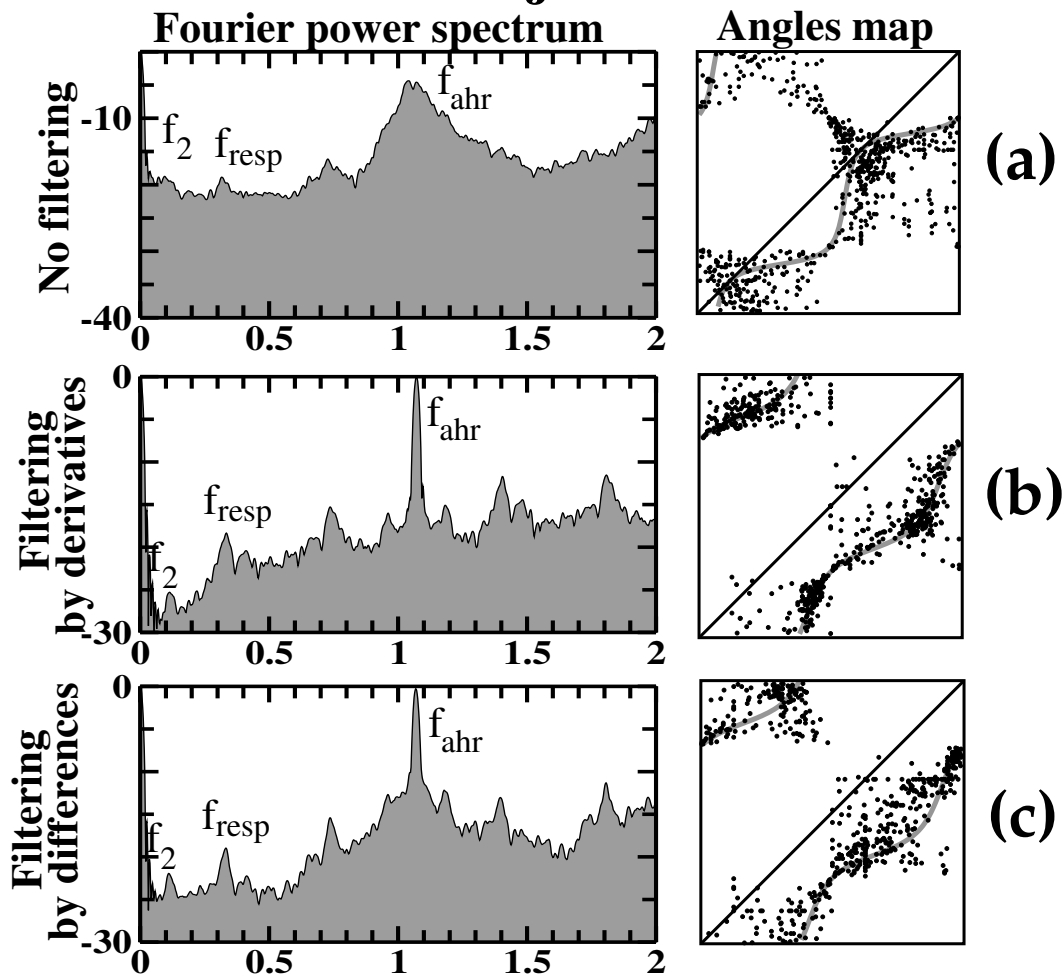 Fourier power spectrum
Angles map
No filtering
-10
-40
f2
fresp
fahr
0
0.5
1
1.5
2
(a)
Filtering
by derivatives
0
-30
f2
fresp
fahr
0
0.5
1
1.5
2
(b)
Filtering
by differences
0
-30
f2
fresp
fahr
0
0.5
1
1.5
2
(c)